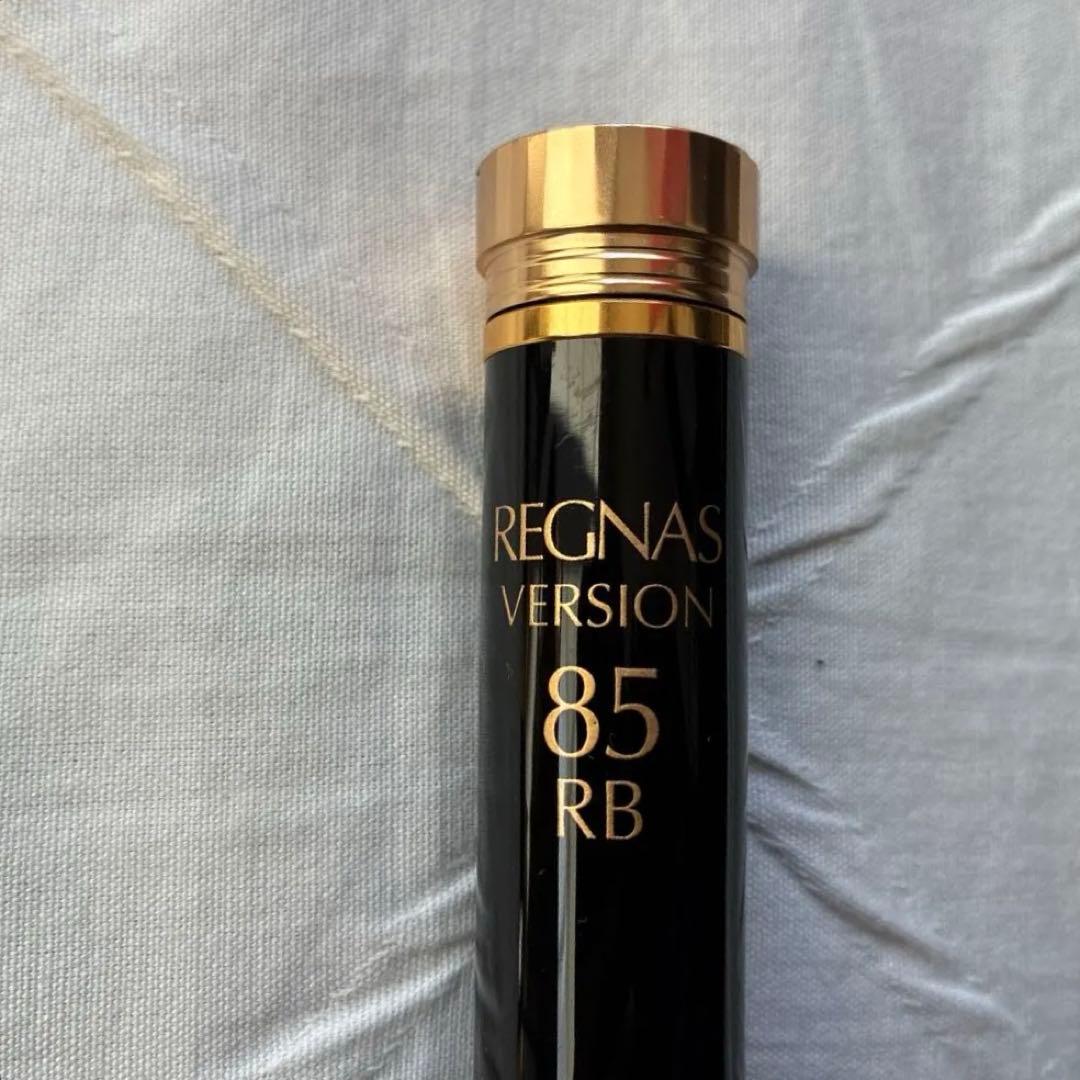 REGNAS
VERSION
85
RB